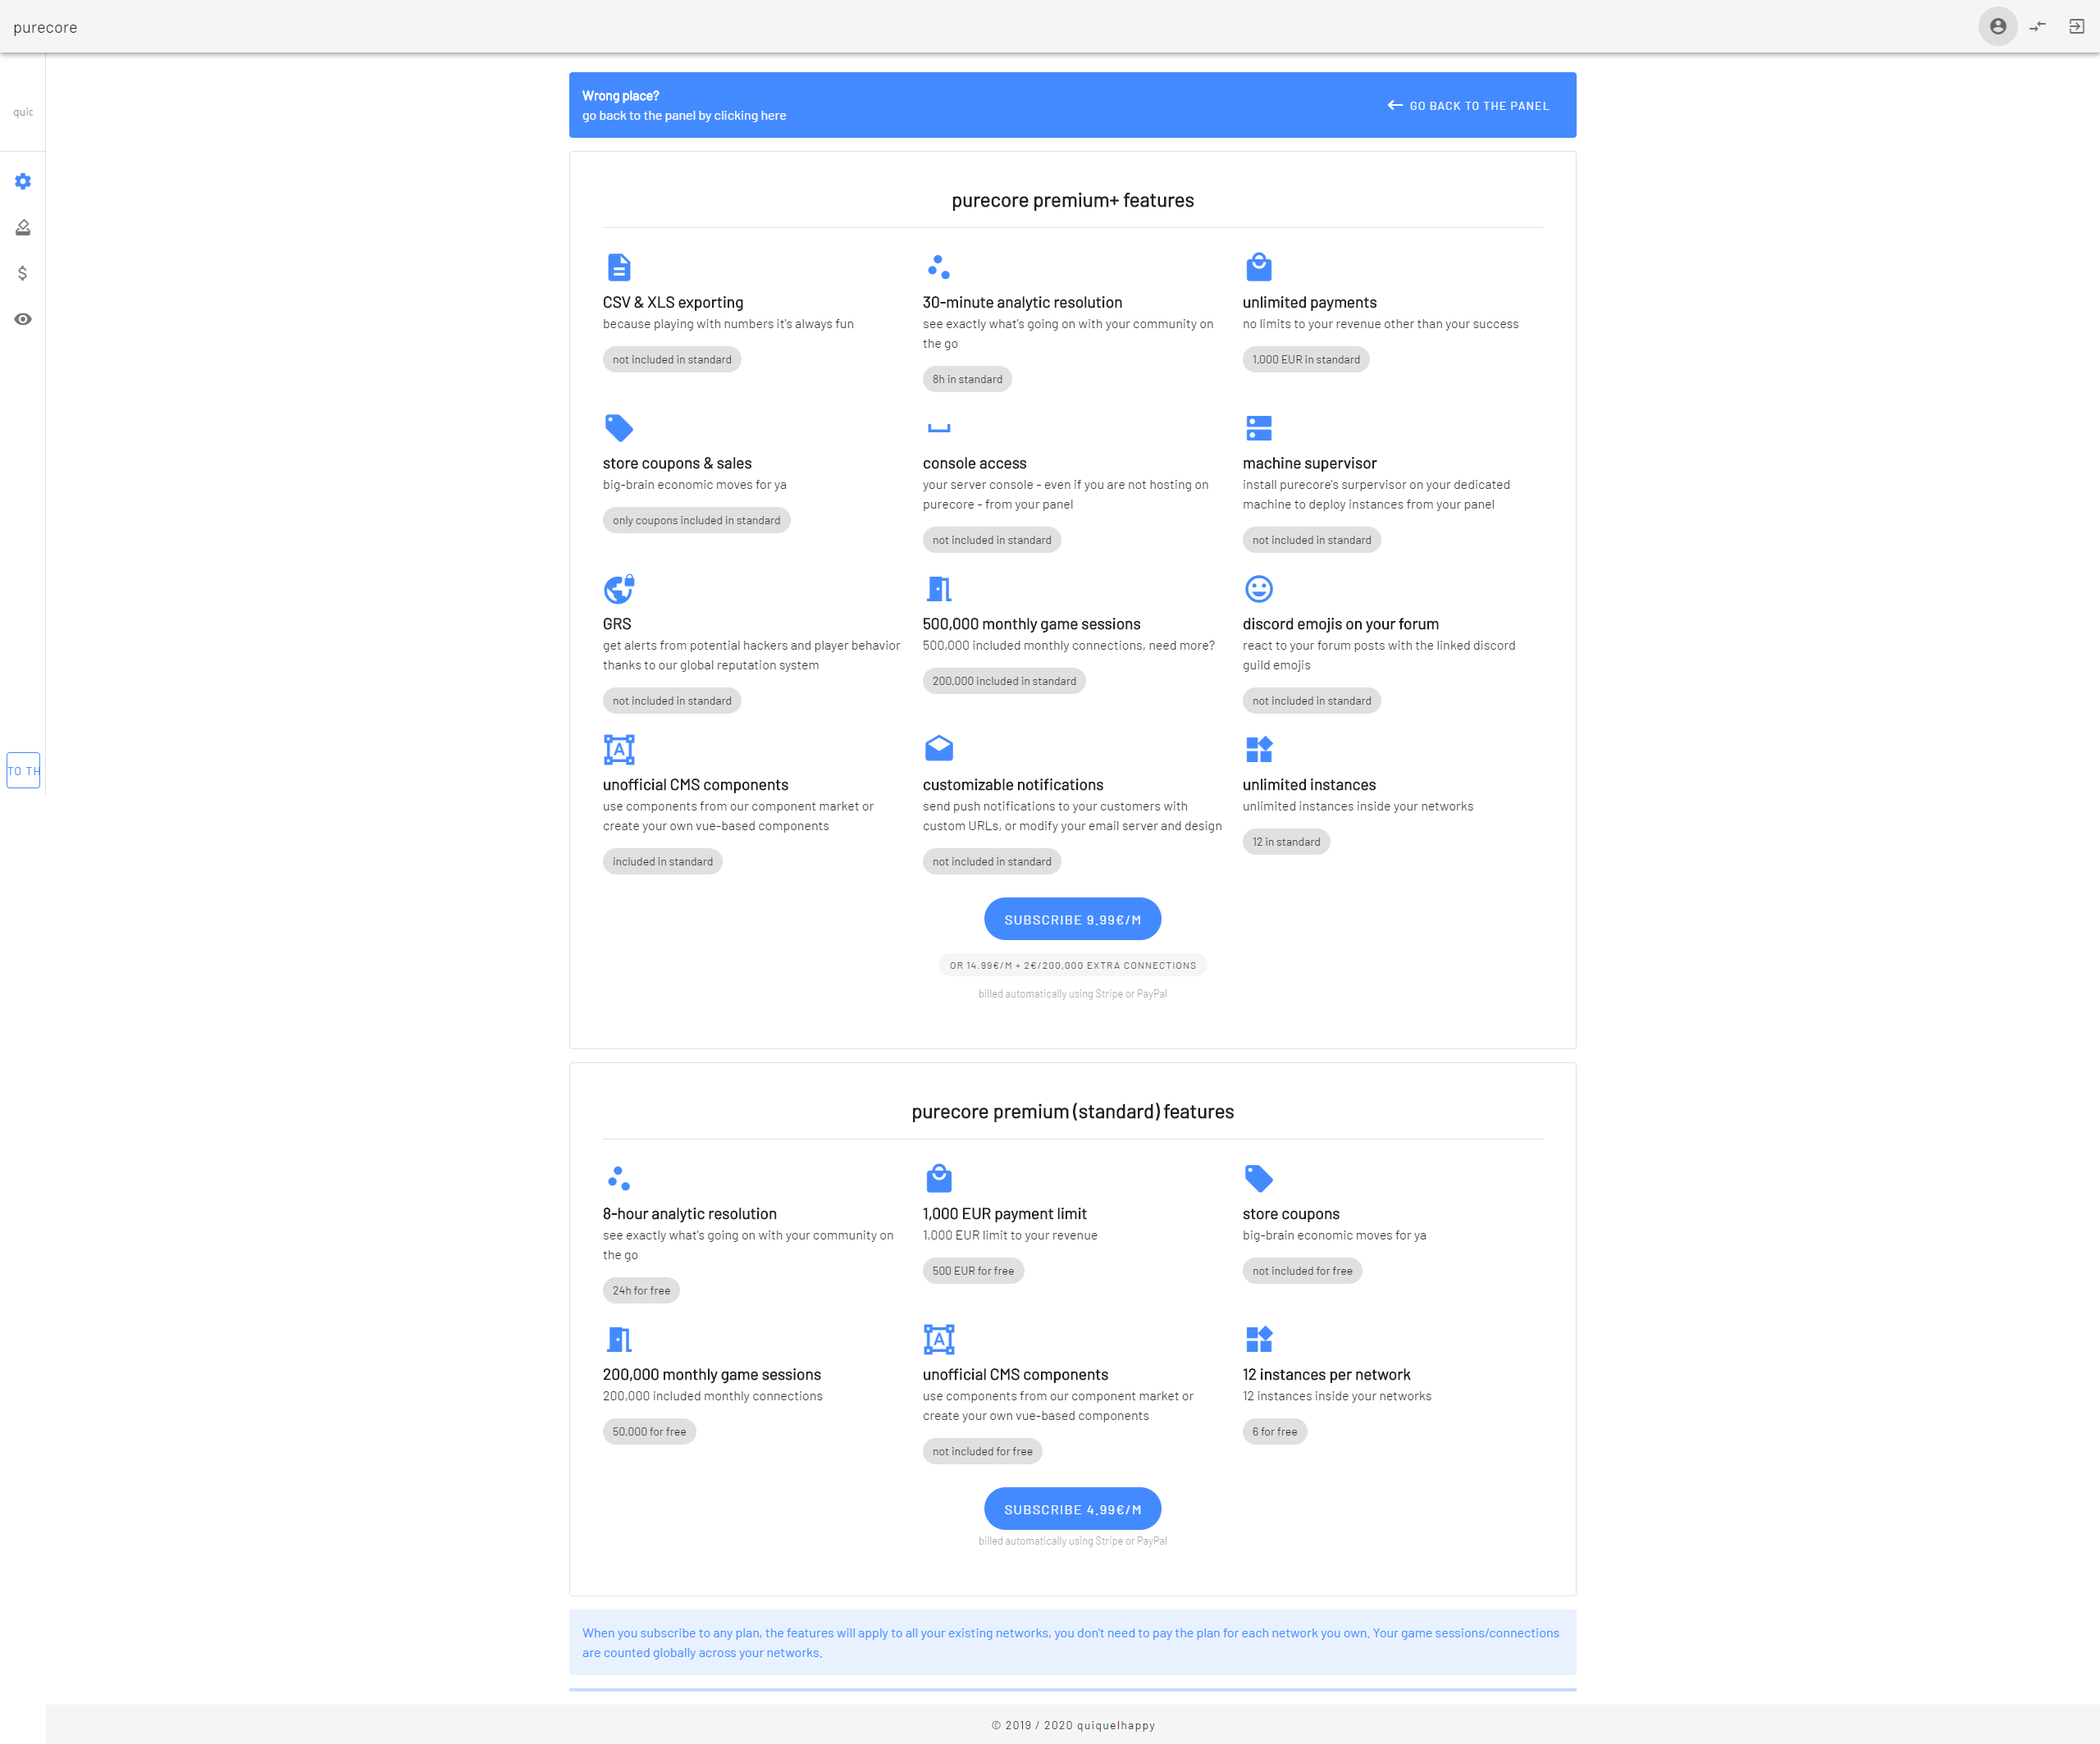 purecore
quic
TO TH
Wrong place?
go back to the panel by clicking here
GO BACK TO THE PANEL
purecore premium+ features
CSV & XLS exporting
because playing with numbers it's always fun
not included in standard
30-minute analytic resolution
see exactly what's going on with your community on
the go
8h in standard
unlimited payments
no limits to your revenue other than your success
1,000 EUR in standard
store coupons & sales
big-brain economic moves for ya
only coupons included in standard
console access
your server console - even if you are not hosting on
purecore - from your panel
not included in standard
machine supervisor
install purecore's surpervisor on your dedicated
machine to deploy instances from your panel
not included in standard
GRS
get alerts from potential hackers and player behavior
thanks to our global reputation system
not included in standard
500,000 monthly game sessions
500,000 included monthly connections, need more?
200,000 included in standard
discord emojis on your forum
react to your forum posts with the linked discord
guild emojis
not included in standard
unofficial CMS components
use components from our component market or
create your own vue-based components
included in standard
customizable notifications
send push notifications to your customers with
custom URLs, or modify your email server and design
not included in standard
unlimited instances
unlimited instances inside your networks
12 in standard
SUBSCRIBE 9.99€/M
OR 14.99€/M + 2€/200,000 EXTRA CONNECTIONS
billed automatically using Stripe or PayPal
purecore premium (standard) features
8-hour analytic resolution
see exactly what's going on with your community on
the go
24h for free
1,000 EUR payment limit
1,000 EUR limit to your revenue
500 EUR for free
store coupons
big-brain economic moves for ya
not included for free
200,000 monthly game sessions
200,000 included monthly connections
50,000 for free
unofficial CMS components
use components from our component market or
create your own vue-based components
not included for free
12 instances per network
12 instances inside your networks
6 for free
SUBSCRIBE 4.99€/M
billed automatically using Stripe or PayPal
When you subscribe to any plan, the features will apply to all your existing networks, you don't need to pay the plan for each network you own. Your game sessions/connections
are counted globally across your networks.
© 2019 / 2020 quiquelhappy